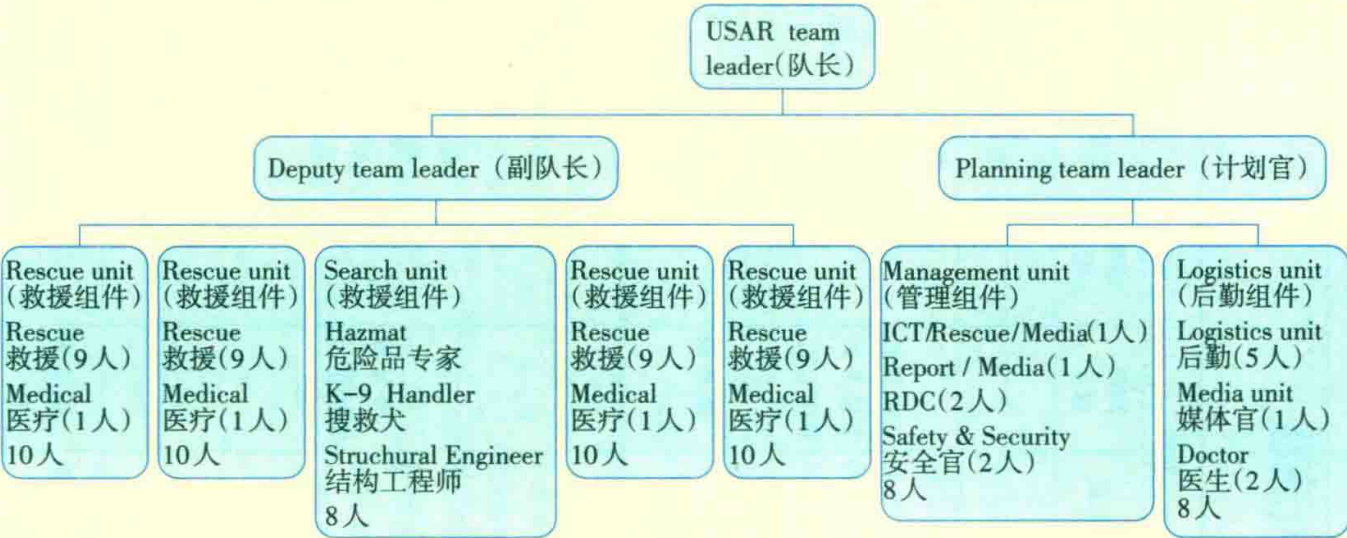 USAR team
leader(队长)
Deputy team leader（副队长）
Planning team leader（计划官）
Rescue unit
(救援组件)
Rescue
救援(9人)
Medical
医疗(1人)
10人
Rescue unit
(救援组件)
Rescue
救援(9人)
Medical
医疗(1人)
10人
Search unit
(救援组件)
Hazmat
危险品专家
K-9 Handler
搜救犬
Struchural Engineer
结构工程师
8人
Rescue unit
(救援组件)
Rescue
救援(9人)
Medical
医疗(1人)
10人
Rescue unit
(救援组件)
Rescue
救援(9人)
Medical
医疗(1人)
10人
Management unit
(管理组件)
ICT/Rescue/Media(1人)
Report / Media(1人)
RDC(2人)
Safety & Security
安全官(2人)
8人
Logistics unit
(后勤组件)
Logistics unit
后勤(5人)
Media unit
媒体官(1人)
Doctor
医生(2人)
8人